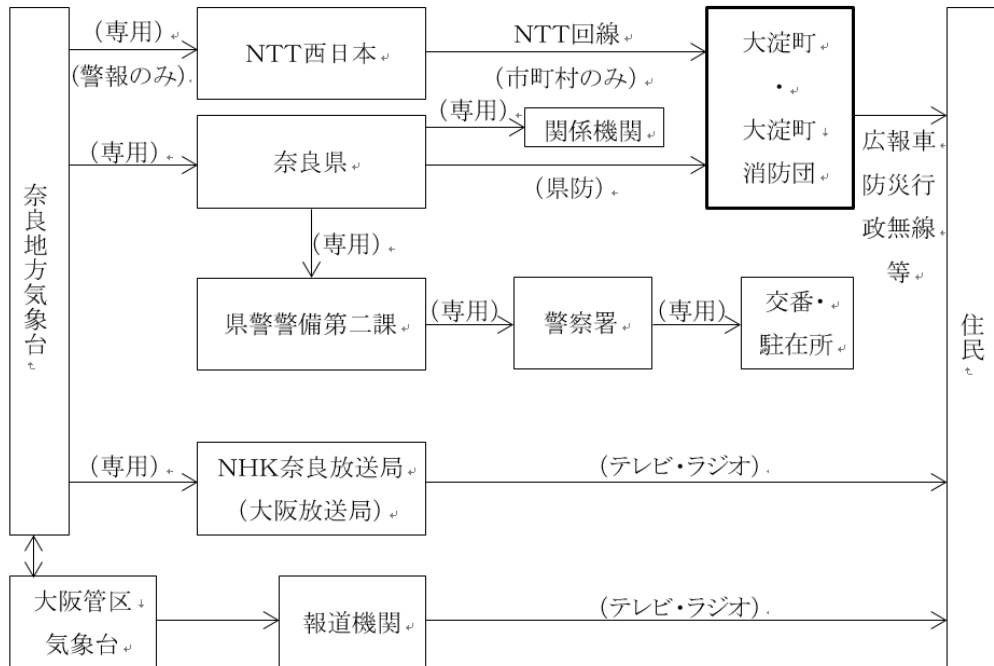 (専用)
(警報のみ)
NTT西日本
NTT回線
(市町村のみ)
大淀町
・
大淀町
消防団
(専用)
関係機関
(専用)
奈良県
(県防)
広報車
防災行
政無線
等
奈良地方気象台
(専用)
県警警備第二課
(専用)
警察署
(専用)
交番・
駐在所
住民
(専用)
NHK奈良放送局
(大阪放送局)
(テレビ・ラジオ)
大阪管区
気象台
報道機関
(テレビ・ラジオ)